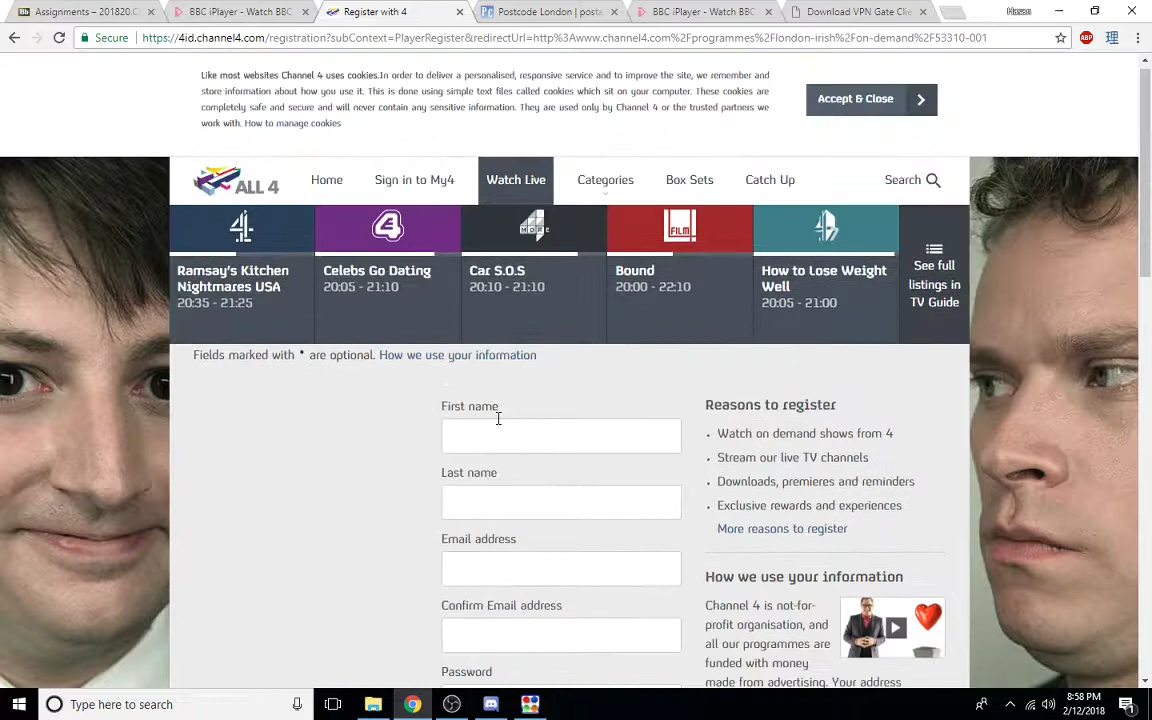 Assignments – 201820.C
BBC iPlayer - Watch BBC
Register with 4
Postcode London | posta
BBC iPlayer - Watch BBC
Download VPN Gate Clie
Secure
https://4id.channel4.com/registration?subContext=PlayerRegister&redirectUrl=http%3Awww.channel4.com%2Fprogrammes%2Flondon-irish%2Fon-demand%2F53310-001
ABP
Like most websites Channel 4 uses cookies.In order to deliver a personalised, responsive service and to improve the site, we remember and
store information about how you use it. This is done using simple text files called cookies which sit on your computer. These cookies are
completely safe and secure and will never contain any sensitive information. They are used only by Channel 4 or the trusted partners we
work with. How to manage cookies
Accept & Close
ALL 4
Home
Sign in to My4
Watch Live
Categories
Box Sets
Catch Up
Search
MORE
FILM
Ramsay's Kitchen
Nightmares USA
20:35 - 21:25
Celebs Go Dating
20:05 - 21:10
Car S.O.S
20:10 - 21:10
Bound
20:00 - 22:10
How to Lose Weight
Well
20:05 - 21:00
See full
listings in
TV Guide
Fields marked with * are optional. How we use your information
First name
Last name
Email address
Confirm Email address
Password
Reasons to register
• Watch on demand shows from 4
• Stream our live TV channels
• Downloads, premieres and reminders
• Exclusive rewards and experiences
More reasons to register
How we use your information
Channel 4 is not-for-
profit organisation, and
all our programmes are
funded with money
made from advertising. Your address
Type here to search
8:58 PM
2/12/2018